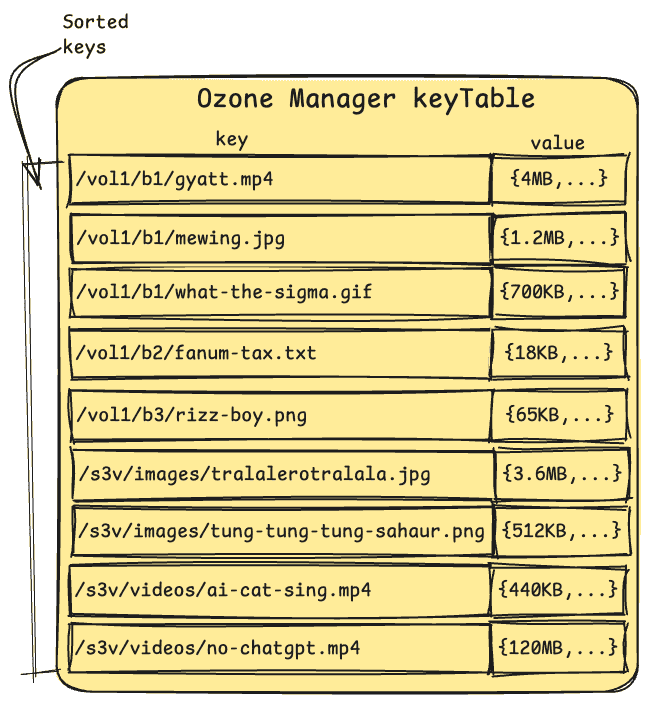 Sorted
keys
Ozone Manager keyTable
key value
/vol1/b1/gyatt.mp4 {4MB,...}
/vol1/b1/mewing.jpg {1.2MB,...}
/vol1/b1/what-the-sigma.gif {700KB,...}
/vol1/b2/fanum-tax.txt {18KB,...}
/vol1/b3/rizz-boy.png {65KB,...}
/s3v/images/tralalerotralala.jpg {3.6MB,...}
/s3v/images/tung-tung-tung-sahaur.png {512KB,...}
/s3v/videos/ai-cat-sing.mp4 {440KB,...}
/s3v/videos/no-chatgpt.mp4 {120MB,...}